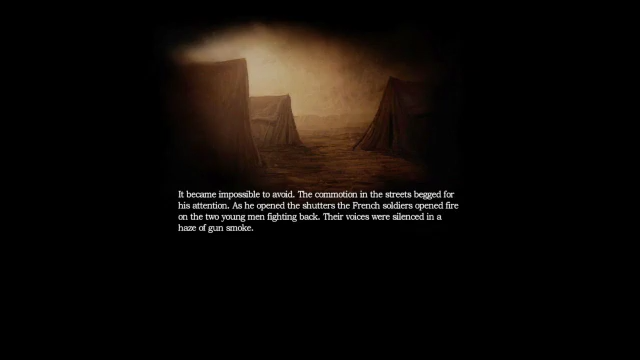 It became impossible to avoid. The commotion in the streets begged for
his attention. As he opened the shutters the French soldiers opened fire
on the two young men fighting back. Their voices were silenced in a
haze of gun smoke.